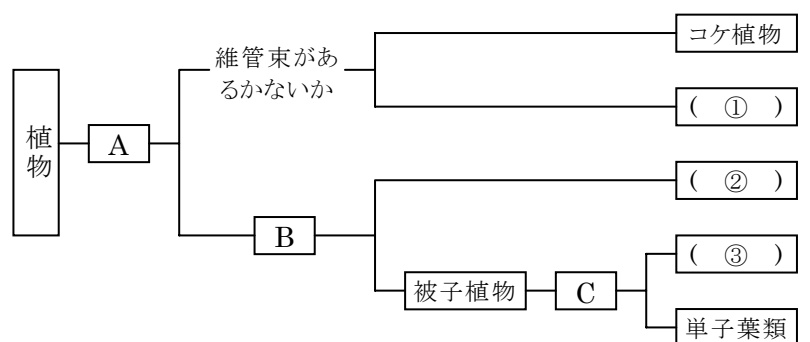 植物
A
維管束があ
るかないか
コケ植物
( ① )
B
( ② )
被子植物
C
( ③ )
単子葉類